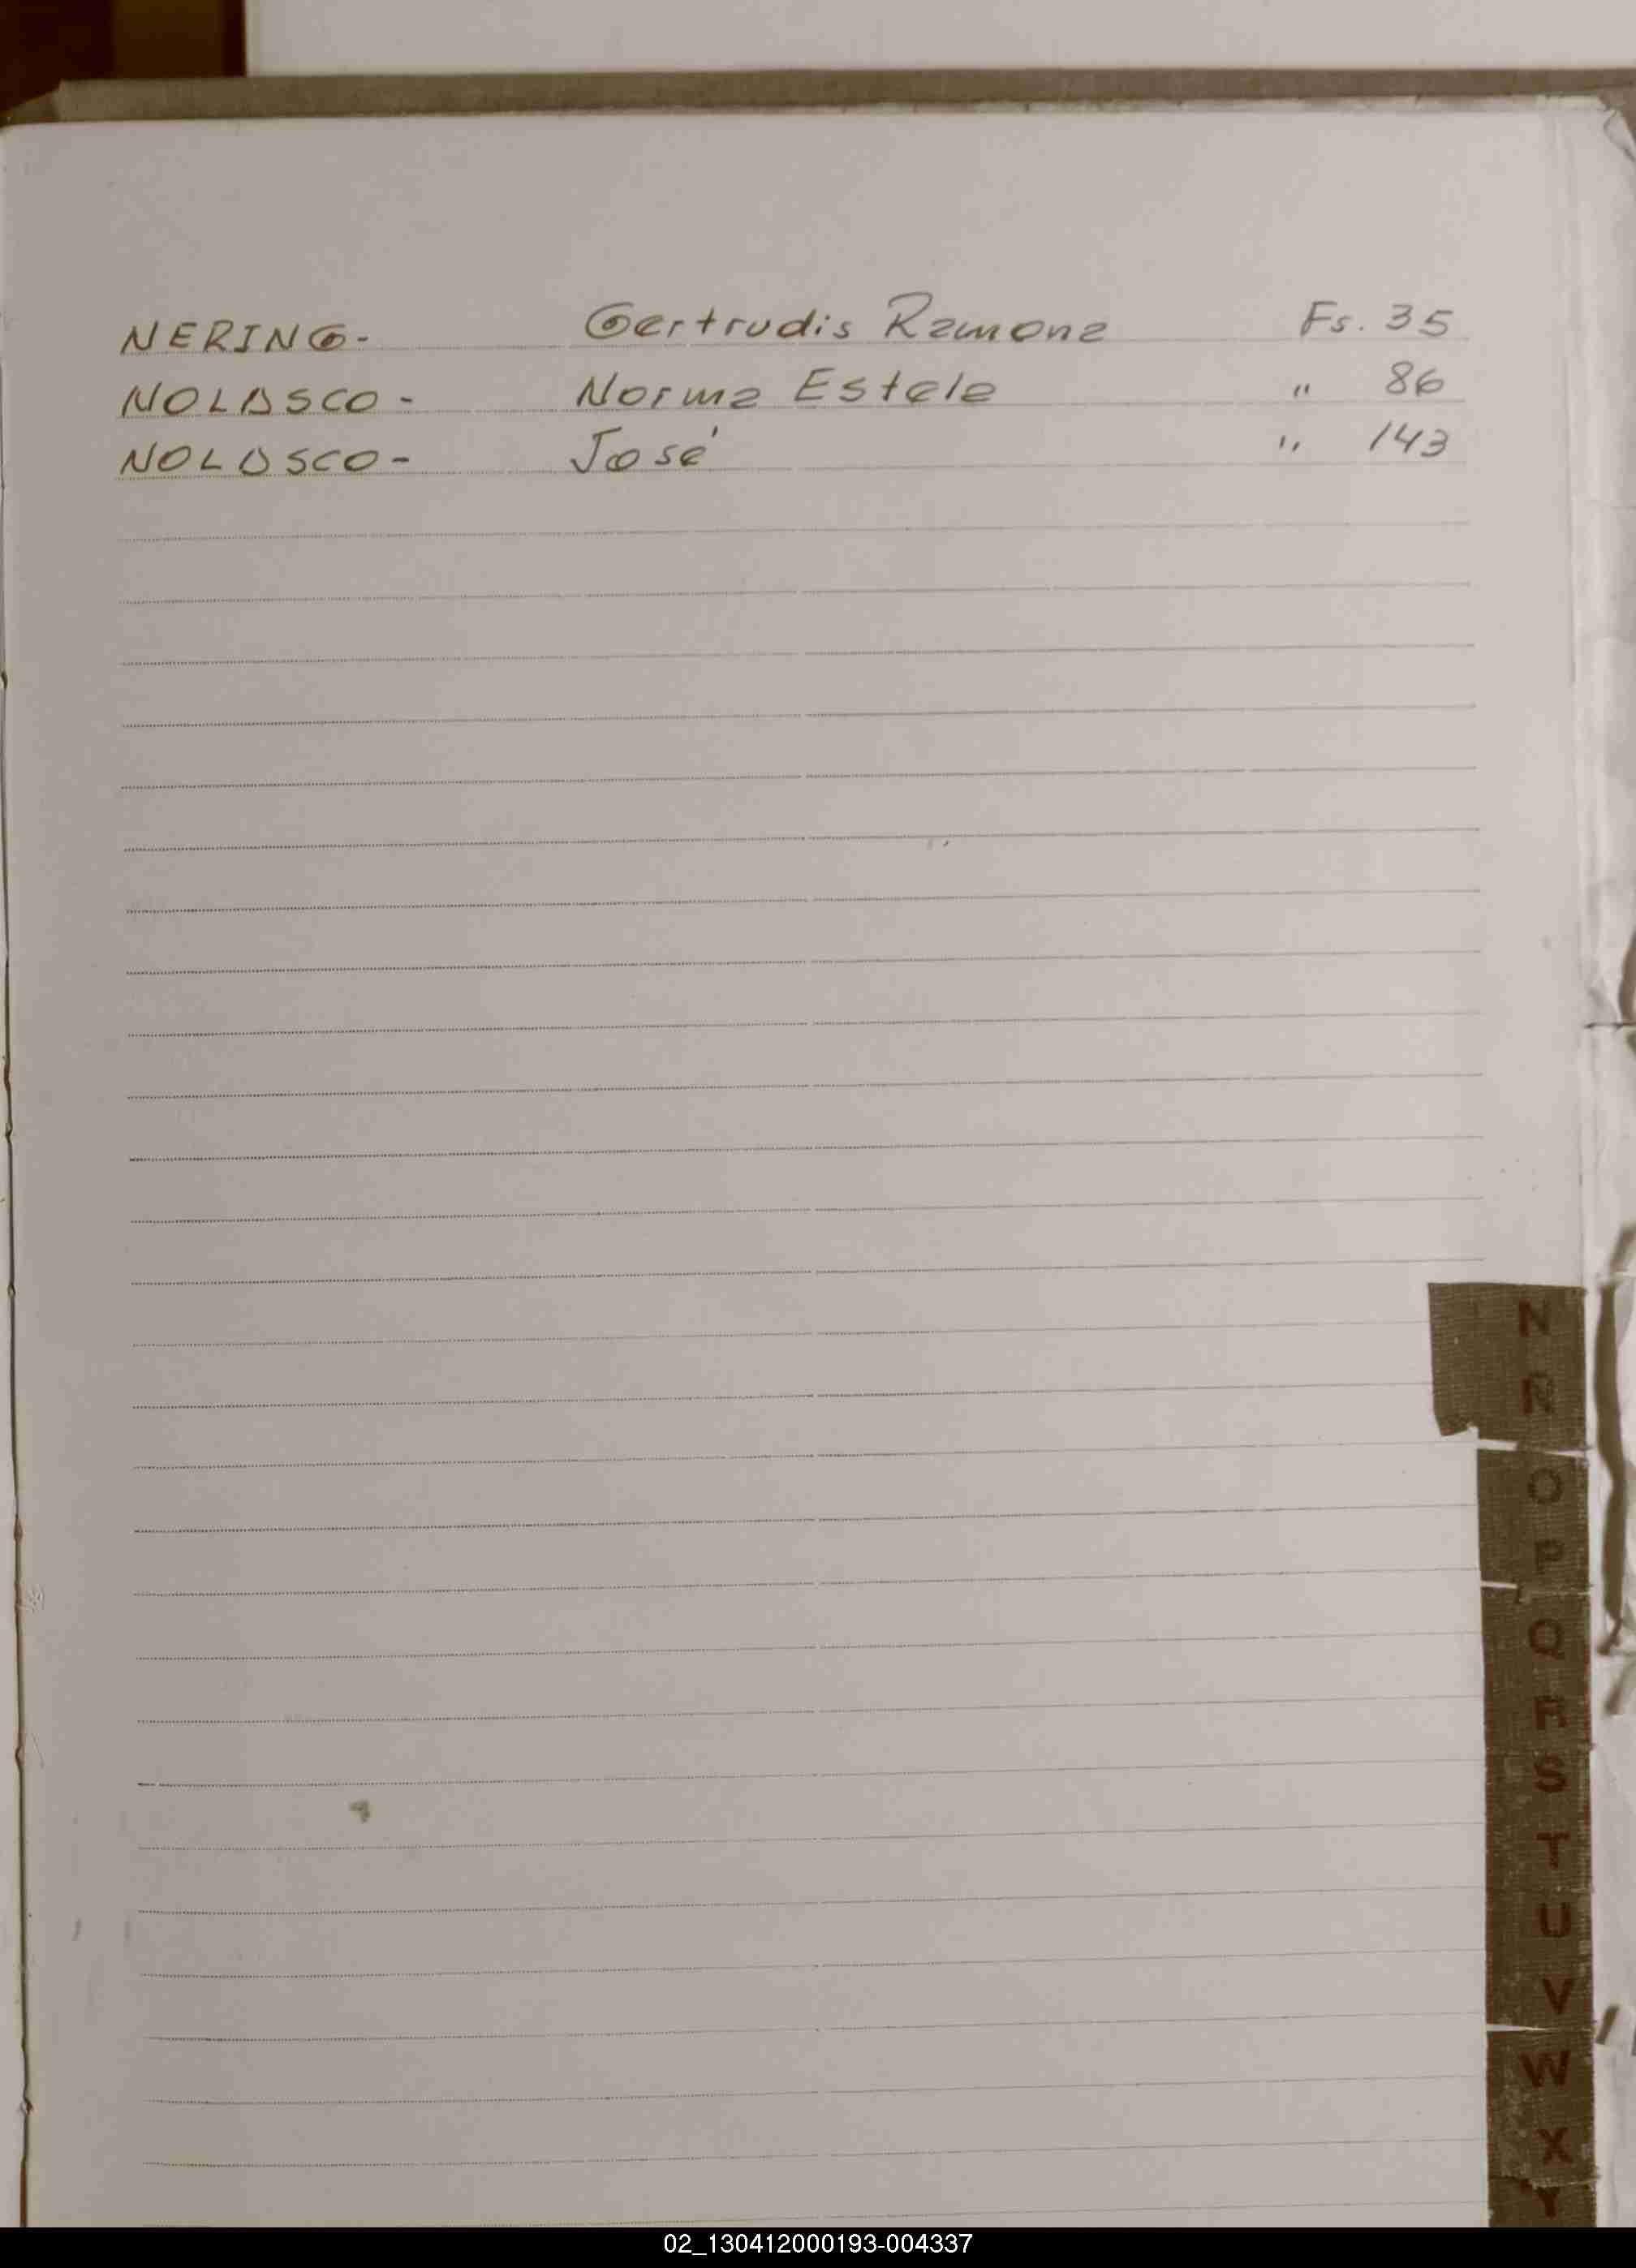 NERING- Gertrudis Ramona Fs. 35
NOLASCO- Norma Estela " 86
NOLASCO- José " 143
N
Ñ
O
P
Q
R
S
T
U
V
W
X
Y
02_130412000193-004337